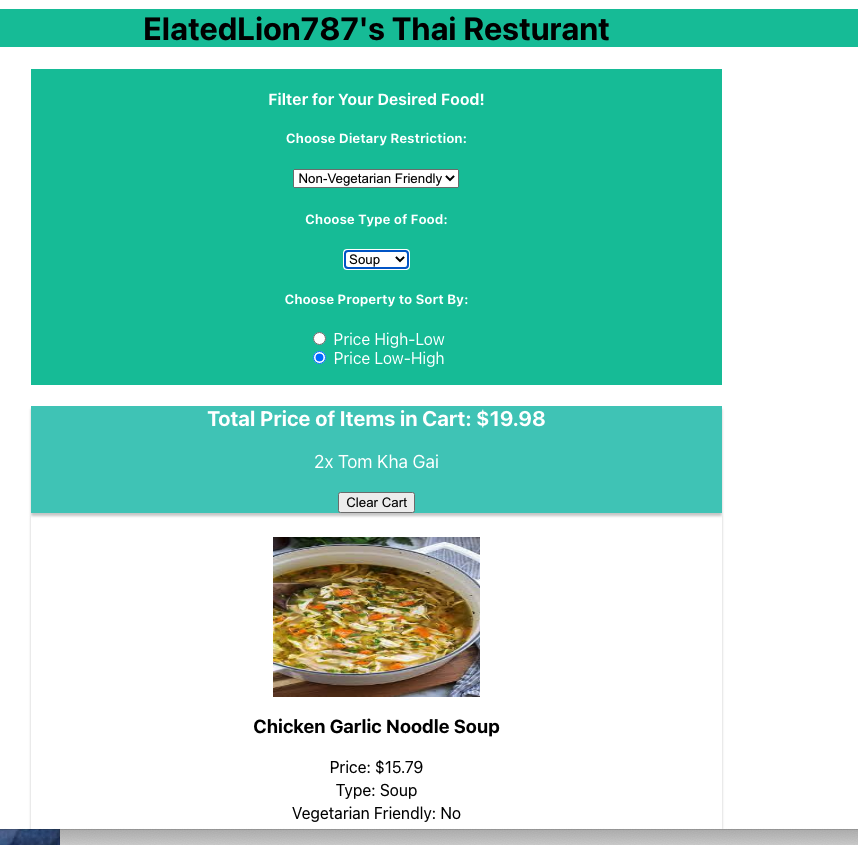 ElatedLion787's Thai Resturant
Filter for Your Desired Food!
Choose Dietary Restriction:
Non-Vegetarian Friendly
Choose Type of Food:
Soup
Choose Property to Sort By:
Price High-Low
Price Low-High
Total Price of Items in Cart: $19.98
2x Tom Kha Gai
Clear Cart
Chicken Garlic Noodle Soup
Price: $15.79
Type: Soup
Vegetarian Friendly: No